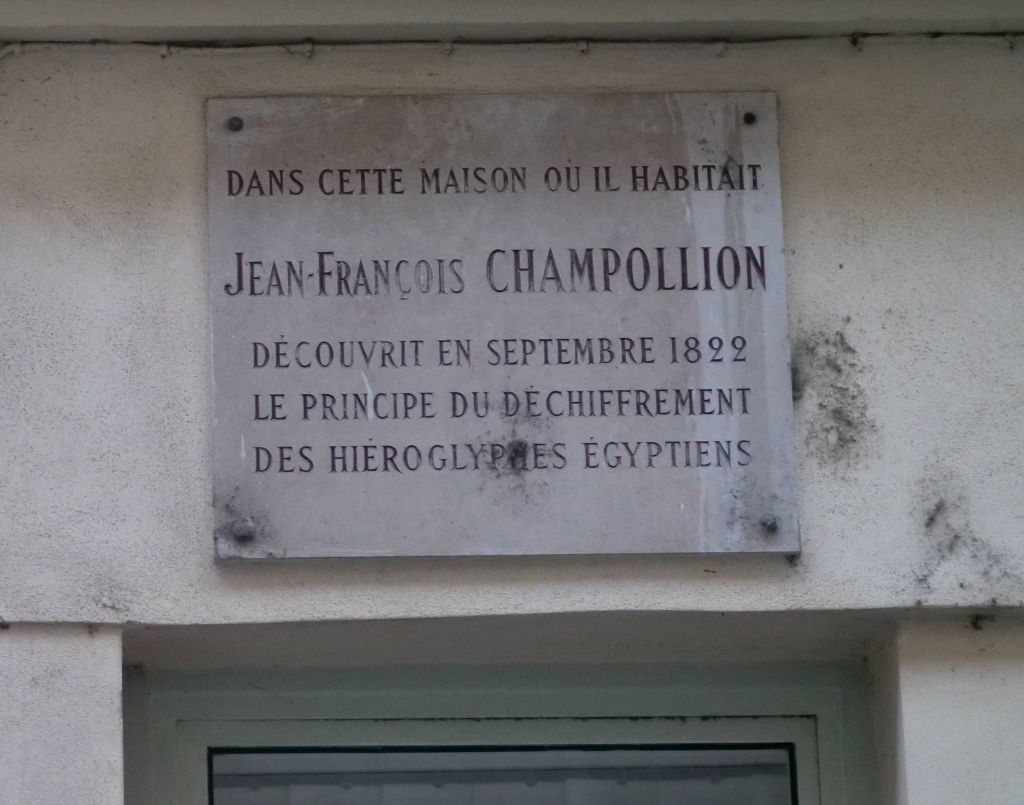 DANS CETTE MAISON OÙ IL HABITAIT
JEAN-FRANÇOIS CHAMPOLLION
DÉCOUVRIT EN SEPTEMBRE 1822
LE PRINCIPE DU DÉCHIFFREMENT
DES HIÉROGLYPHES ÉGYPTIENS